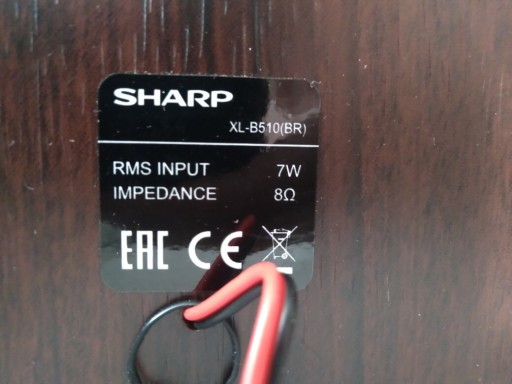 SHARP
XL-B510(BR)
RMS INPUT 7W
IMPEDANCE 8Ω
EAC CE